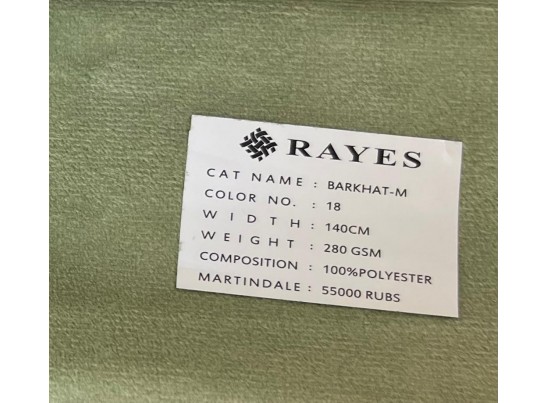 RAYES
CAT NAME : BARKHAT-M
COLOR NO. : 18
WIDTH : 140CM
WEIGHT : 280 GSM
COMPOSITION : 100%POLYESTER
MARTINDALE : 55000 RUBS